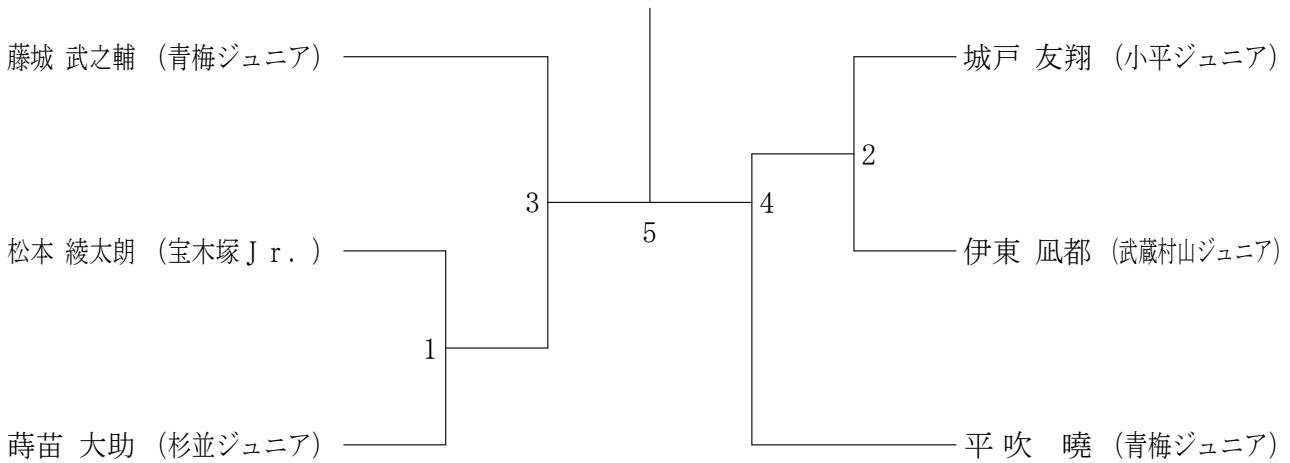 藤城 武之輔 （青梅ジュニア）
松本 綾太朗 （宝木塚Ｊｒ．）
蒔苗 大助 （杉並ジュニア）
1
3
5
4
2
城戸 友翔 （小平ジュニア）
伊東 凪都 （武蔵村山ジュニア）
平吹 曉 （青梅ジュニア）